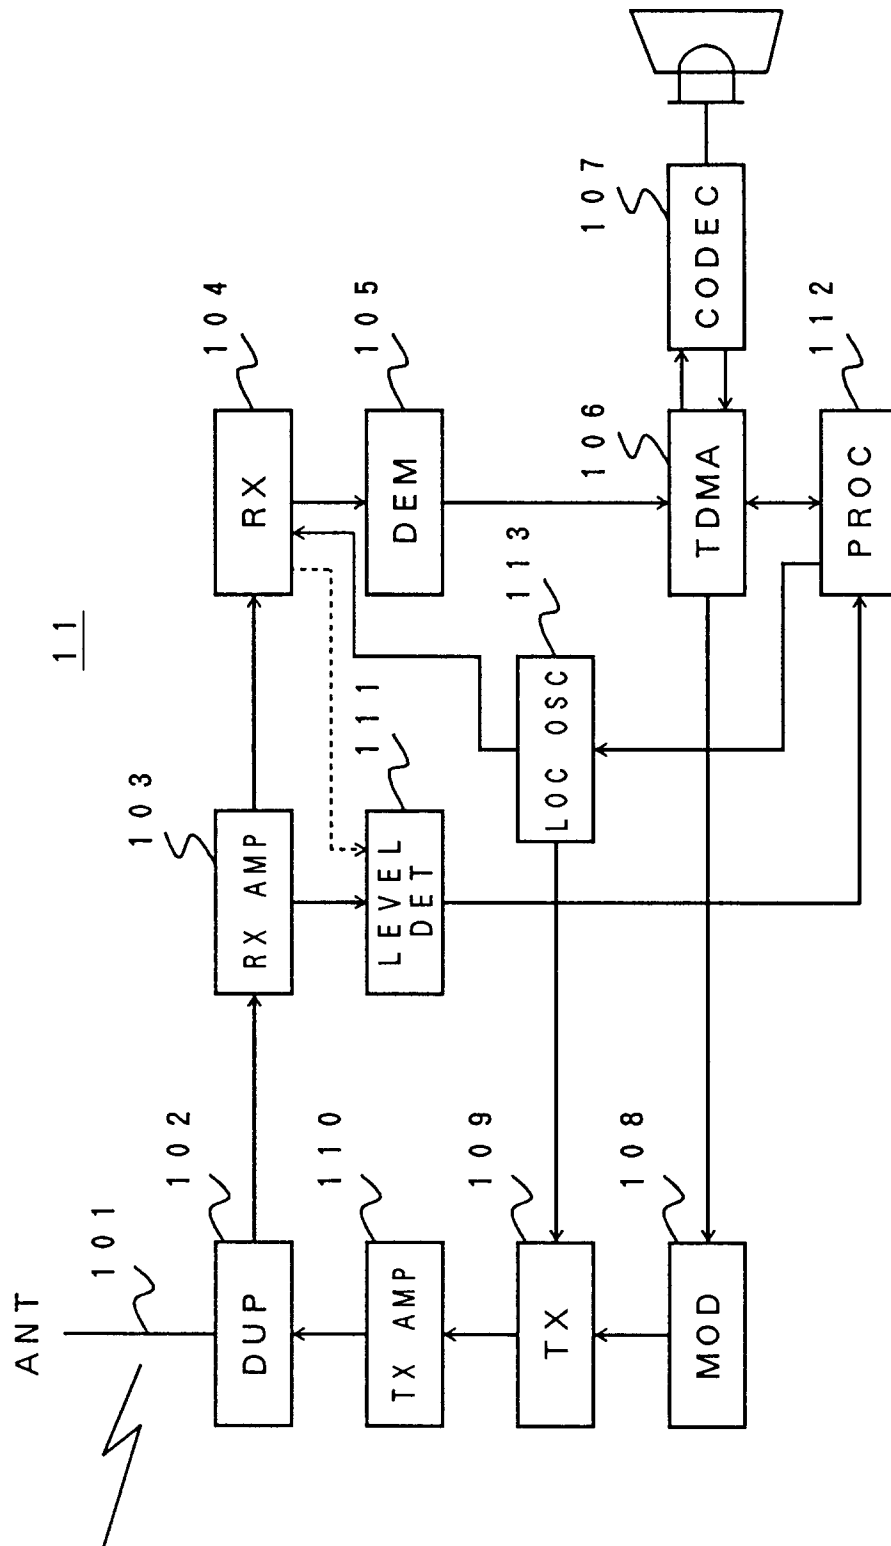 11
ANT
101
DUP
102
RX AMP
103
RX
104
TX AMP
110
LEVEL
DET
111
DEM
105
TX
109
LOC OSC
113
MOD
108
TDMA
106
CODEC
107
PROC
112